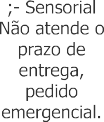 ;- Sensorial
Não atende o
prazo de
entrega,
pedido
emergencial.